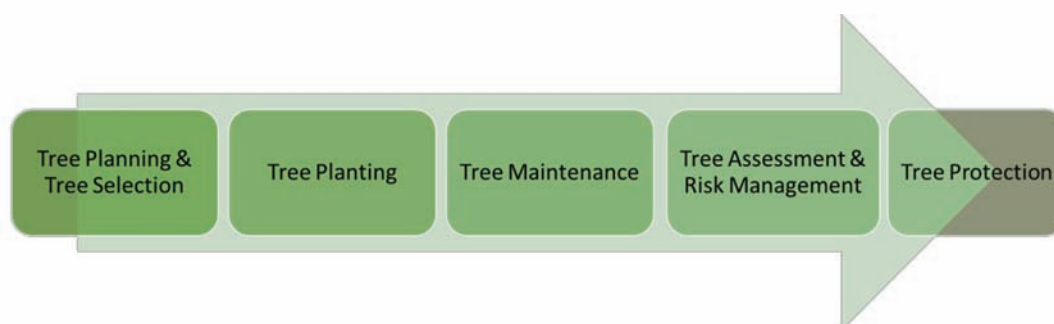 Tree Planning &
Tree Selection
Tree Planting
Tree Maintenance
Tree Assessment &
Risk Management
Tree Protection